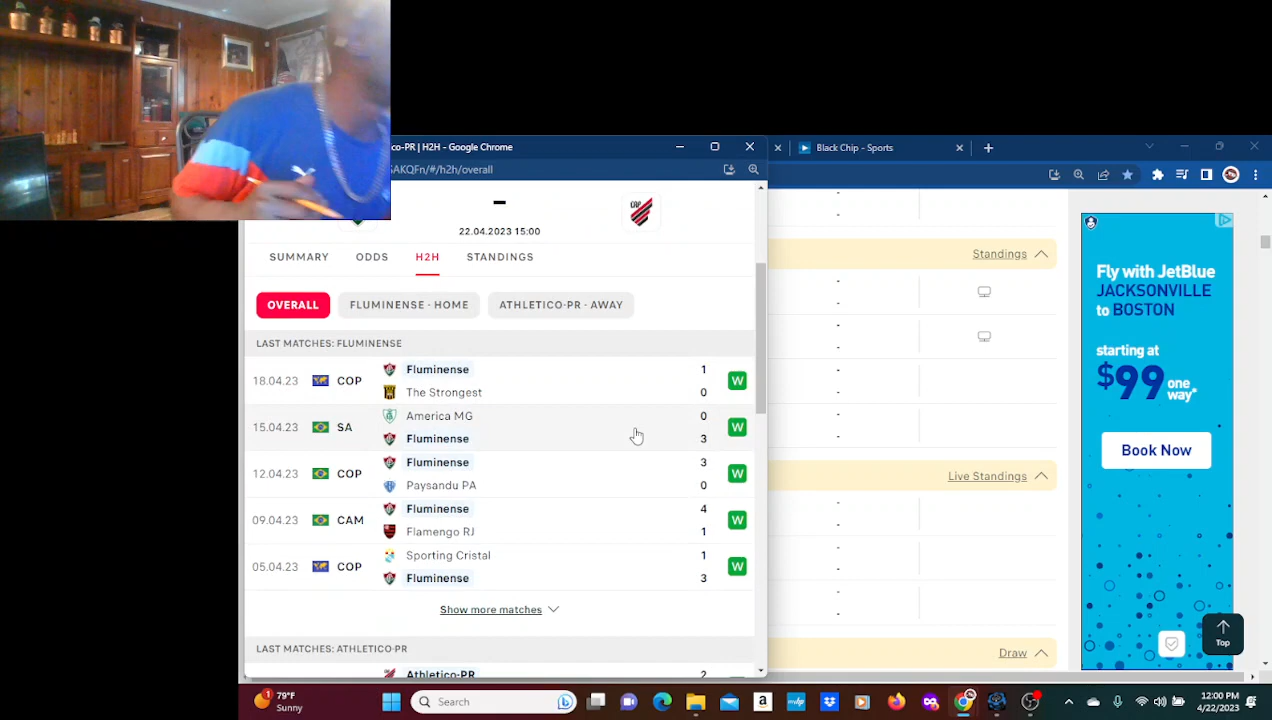 co-PR | H2H - Google Chrome
Black Chip - Sports
SAKQFn/#/h2h/overall
CAP
22.04.2023 15:00
SUMMARY ODDS H2H STANDINGS
OVERALL FLUMINENSE - HOME ATHLETICO-PR - AWAY
LAST MATCHES: FLUMINENSE
18.04.23 COP Fluminense 1 W
The Strongest 0
15.04.23 SA America MG 0 W
Fluminense 3
12.04.23 COP Fluminense 3 W
Paysandu PA 0
09.04.23 CAM Fluminense 4 W
Flamengo RJ 1
05.04.23 COP Sporting Cristal 1 W
Fluminense 3
Show more matches
LAST MATCHES: ATHLETICO-PR
Athletico-PR 2
Standings
Live Standings
Draw
Fly with JetBlue
JACKSONVILLE
to BOSTON
starting at
$99 one
way*
Book Now
Top
1
79°F
Sunny
Search
12:00 PM
4/22/2023